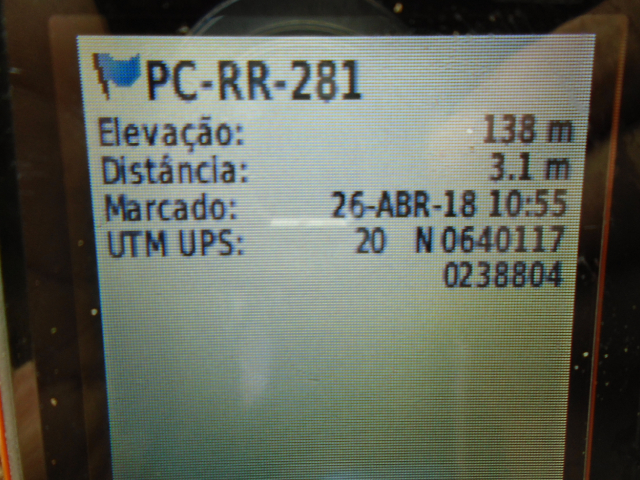 PC-RR-281
Elevação: 138 m
Distância: 3.1 m
Marcado: 26-ABR-18 10:55
UTM UPS: 20 N 0640117
0238804